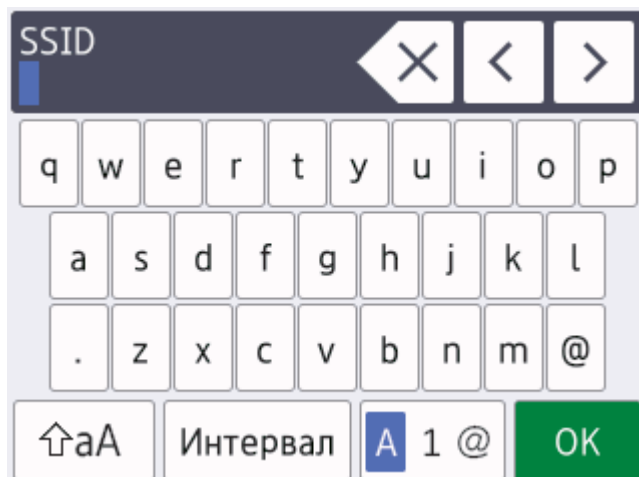 SSID
q w e r t y u i o p
a s d f g h j k l
. z x c v b n m @
aA Интервал A 1 @ OK